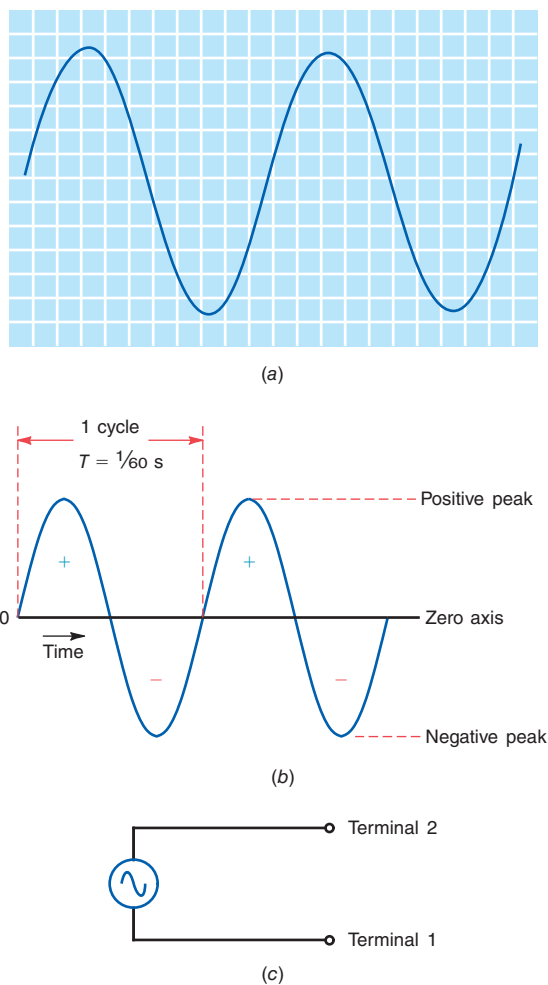 (a)
1 cycle
T = 1/60 s
Positive peak
+ +
0
Zero axis
Time
− −
Negative peak
(b)
Terminal 2
Terminal 1
(c)